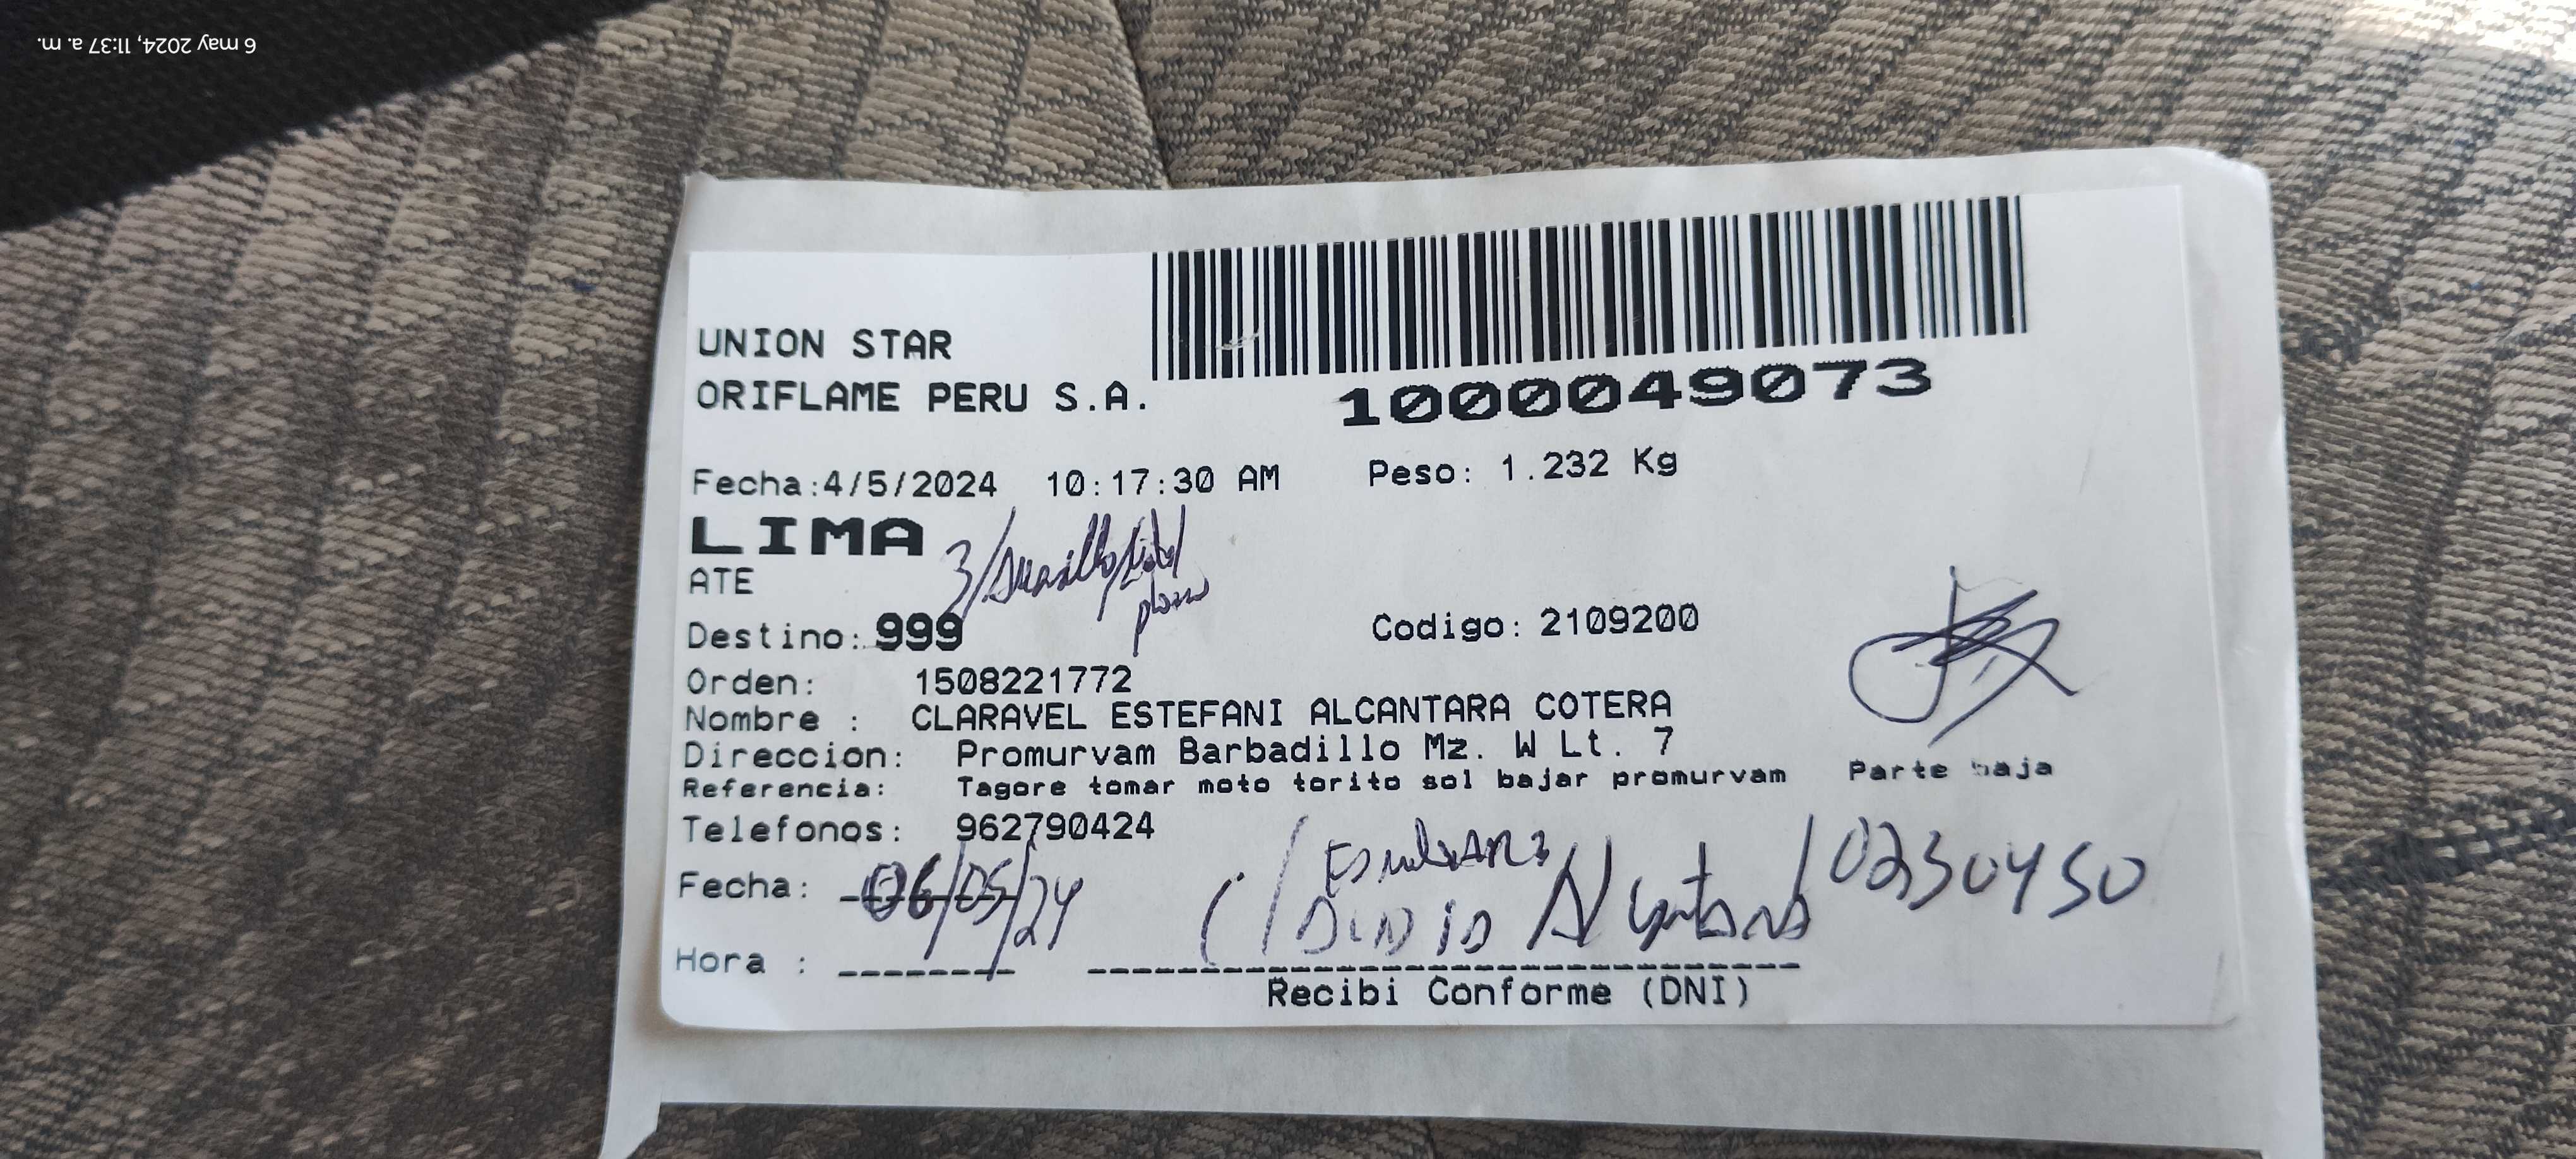 6 may 2024, 11:37 a. m.
UNION STAR
ORIFLAME PERU S.A.
1000049073
Fecha:4/5/2024 10:17:30 AM Peso: 1.232 Kg
LIMA
3/
ATE
Destino: 999 Codigo: 2109200
Orden: 1508221772
Nombre : CLARAVEL ESTEFANI ALCANTARA COTERA
Direccion: Promurvam Barbadillo Mz. W Lt. 7
Referencia: Tagore tomar moto torito sol bajar promurvam Parte baja
Telefonos: 962790424
Fecha: 06/05/24 Alcantara / 02330450
Hora :
Recibi Conforme (DNI)